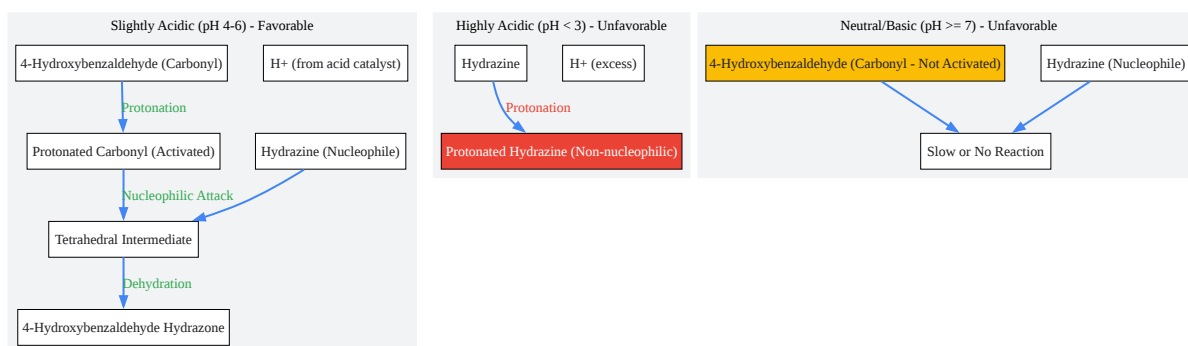 Slightly Acidic (pH 4-6) - Favorable
4-Hydroxybenzaldehyde (Carbonyl)
H+ (from acid catalyst)
Protonation
Protonated Carbonyl (Activated)
Hydrazine (Nucleophile)
Nucleophilic Attack
Tetrahedral Intermediate
Dehydration
4-Hydroxybenzaldehyde Hydrazone
Highly Acidic (pH < 3) - Unfavorable
Hydrazine
H+ (excess)
Protonation
Protonated Hydrazine (Non-nucleophilic)
Neutral/Basic (pH >= 7) - Unfavorable
4-Hydroxybenzaldehyde (Carbonyl - Not Activated)
Hydrazine (Nucleophile)
Slow or No Reaction